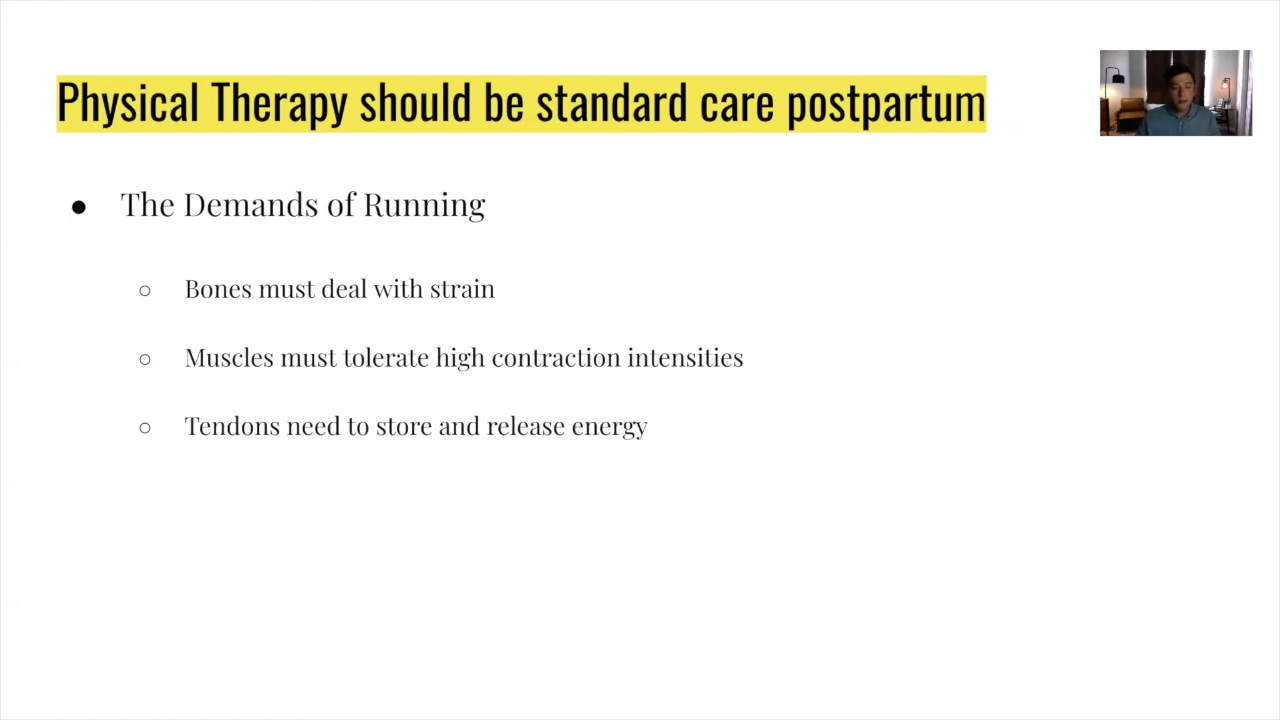 Physical Therapy should be standard care postpartum
● The Demands of Running
○ Bones must deal with strain
○ Muscles must tolerate high contraction intensities
○ Tendons need to store and release energy